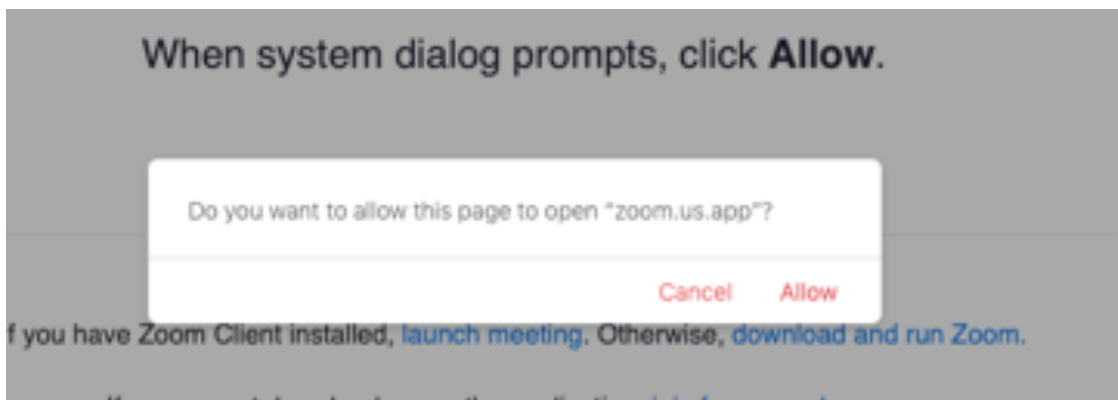 When system dialog prompts, click Allow.
Do you want to allow this page to open "zoom.us.app"?
Cancel Allow
f you have Zoom Client installed, launch meeting. Otherwise, download and run Zoom.